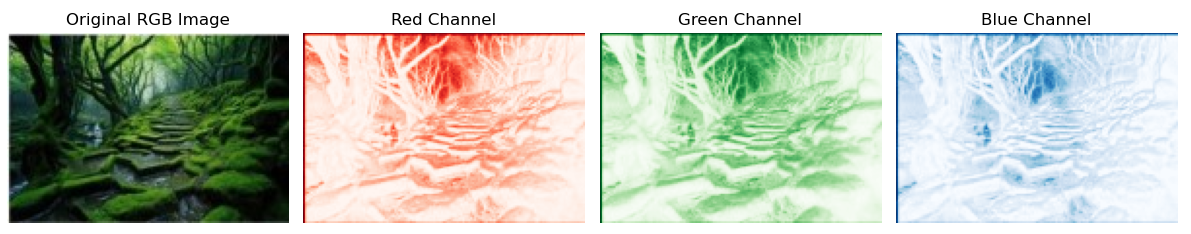 Original RGB Image
Red Channel
Green Channel
Blue Channel